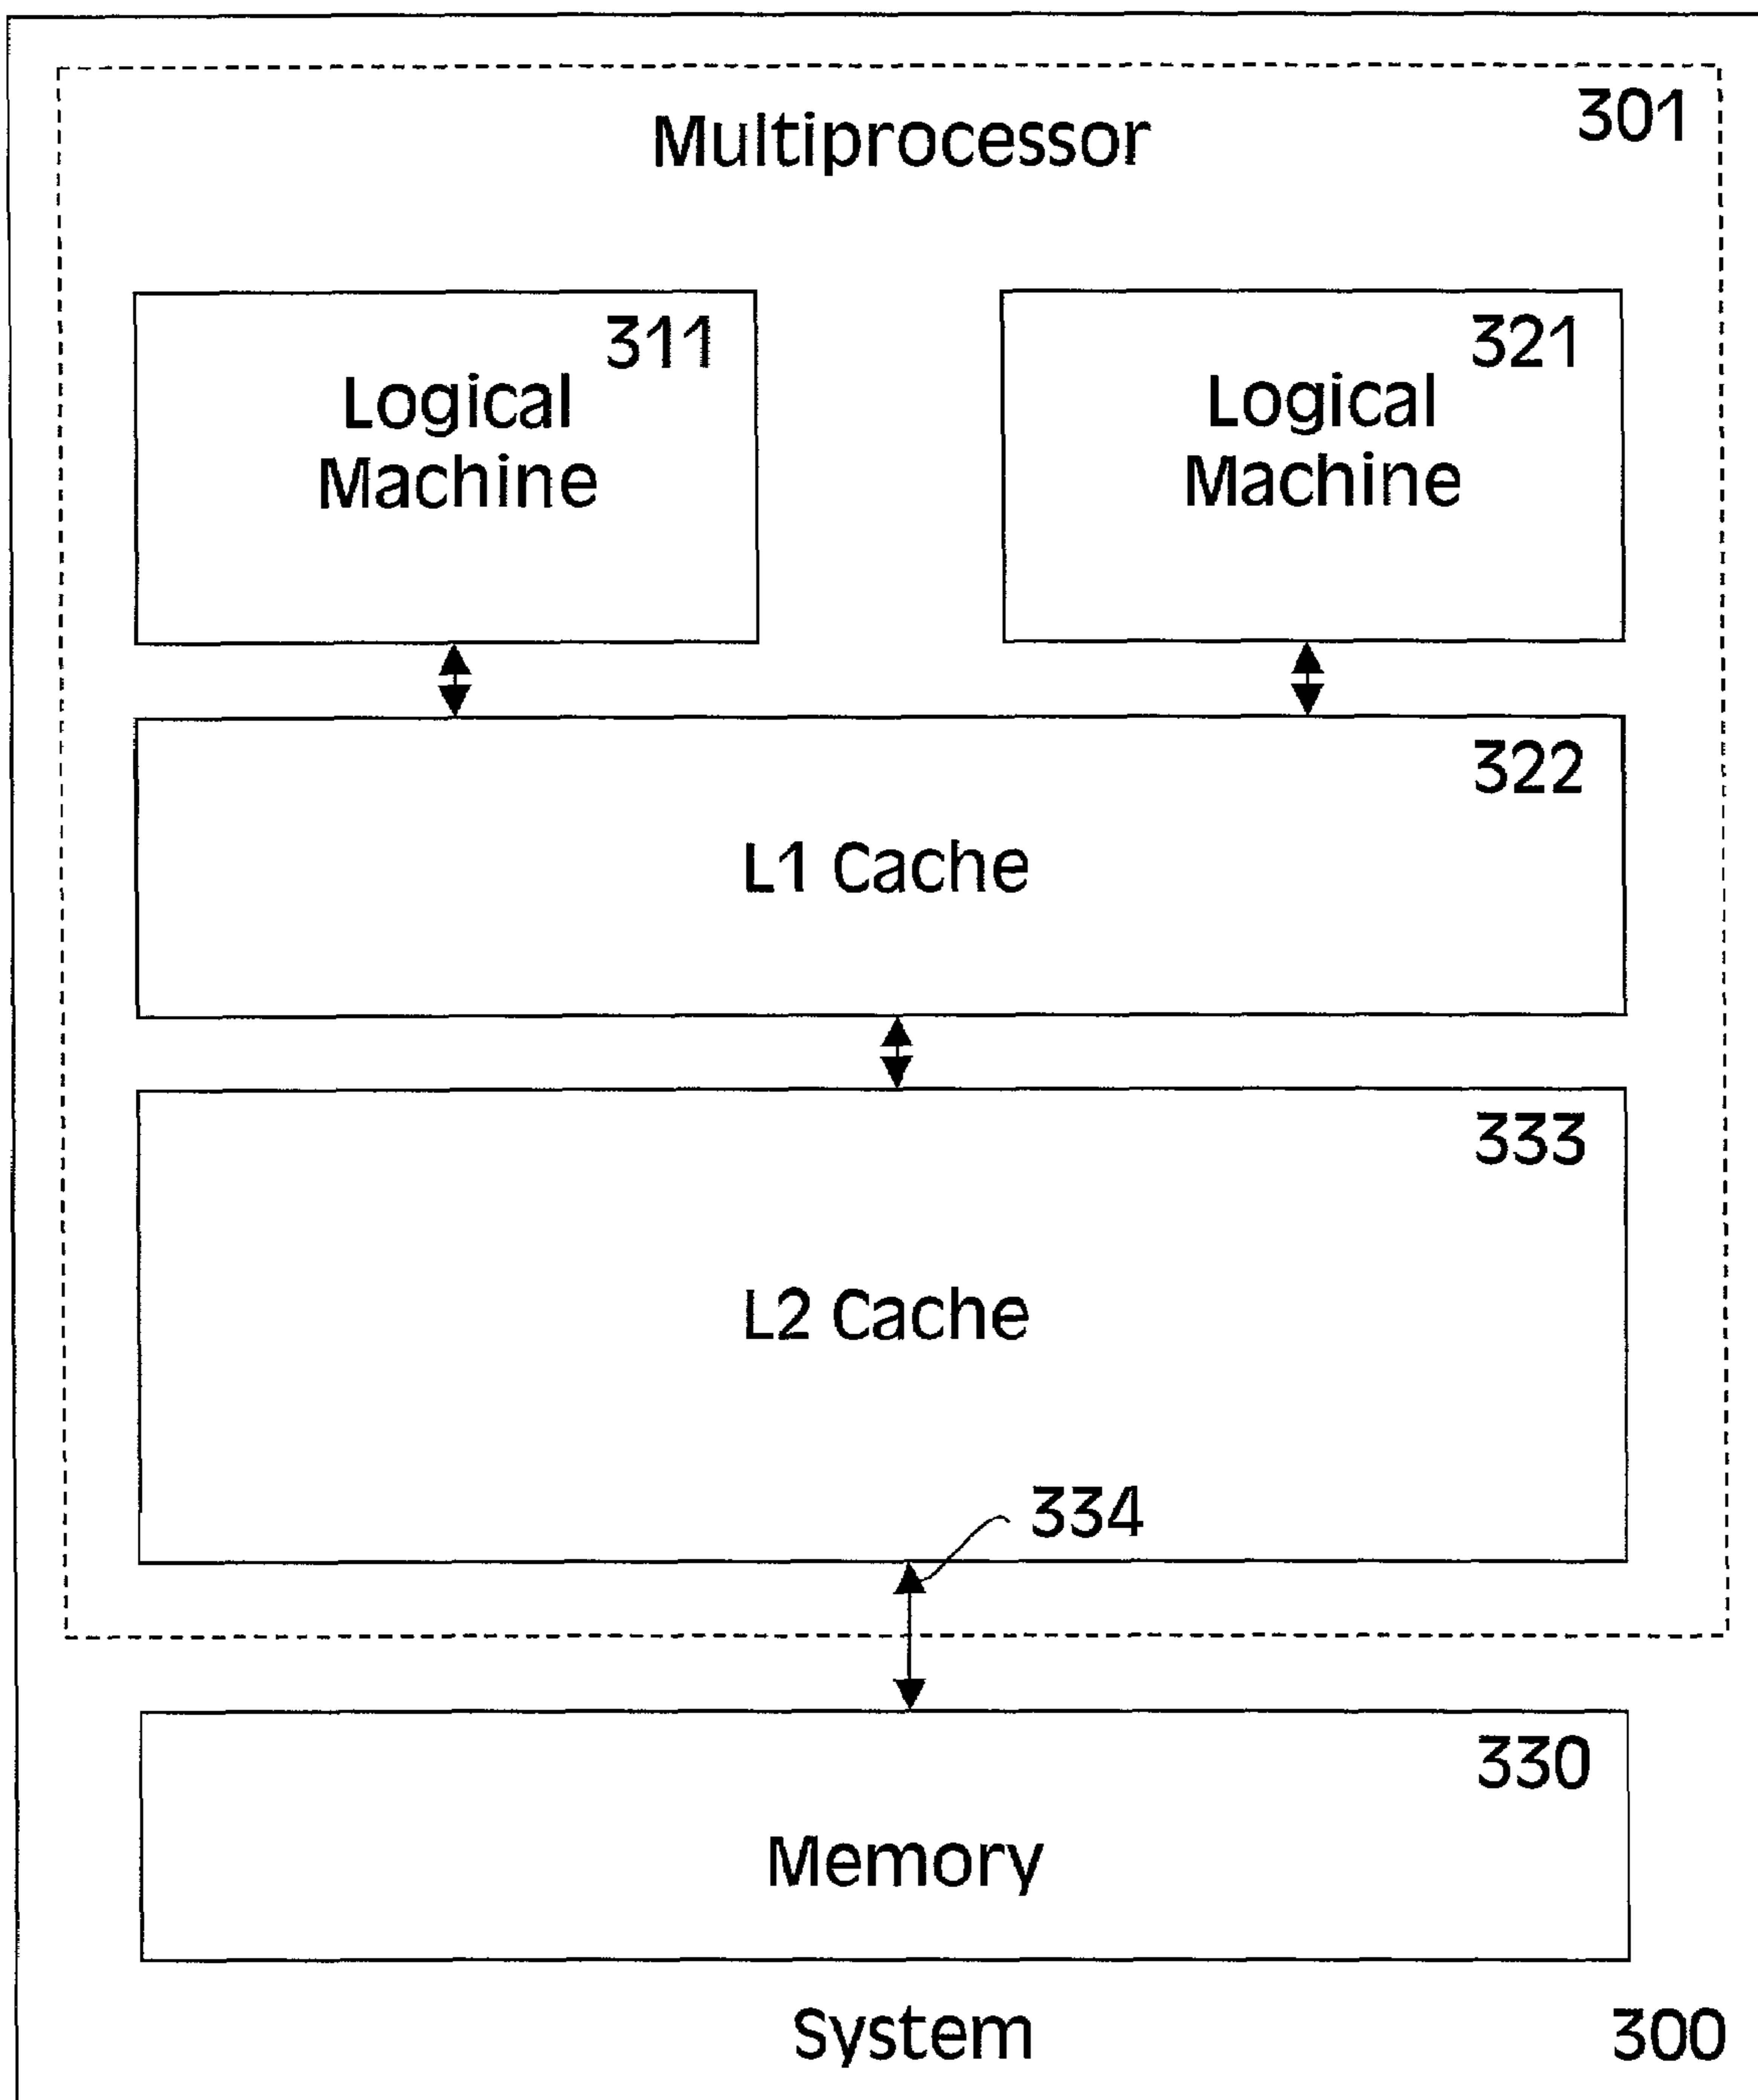 301
Multiprocessor
311
Logical
Machine
321
Logical
Machine
322
L1 Cache
333
L2 Cache
334
330
Memory
System
300